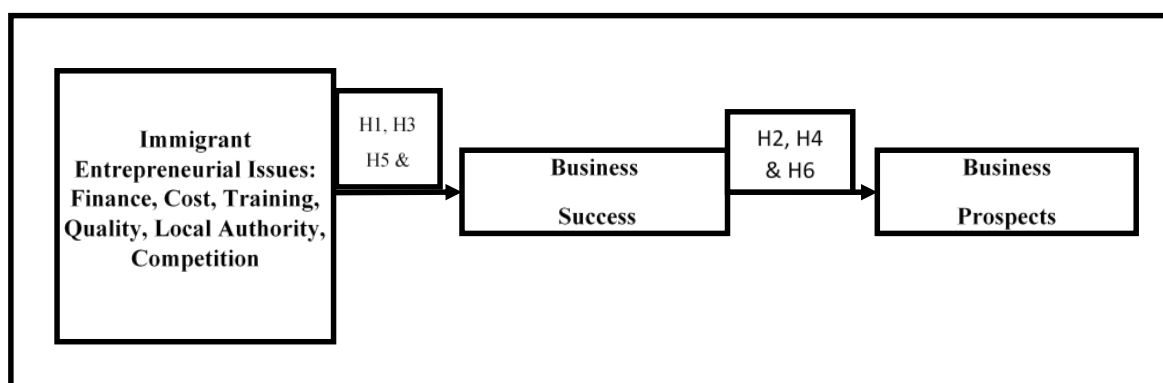 Immigrant
Entrepreneurial Issues:
Finance, Cost, Training,
Quality, Local Authority,
Competition
H1, H3
H5 &
Business
Success
H2, H4
& H6
Business
Prospects